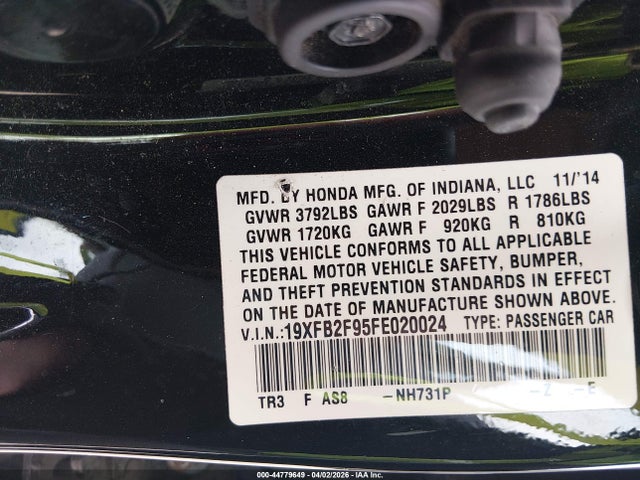 MFD. BY HONDA MFG. OF INDIANA, LLC 11/'14
GVWR 3792LBS GAWR F 2029LBS R 1786LBS
GVWR 1720KG GAWR F 920KG R 810KG
THIS VEHICLE CONFORMS TO ALL APPLICABLE
FEDERAL MOTOR VEHICLE SAFETY, BUMPER,
AND THEFT PREVENTION STANDARDS IN EFFECT
ON THE DATE OF MANUFACTURE SHOWN ABOVE.
V.I.N.:19XFB2F95FE020024 TYPE: PASSENGER CAR
TR3 F AS8 -NH731P -Z -E
000-44779649 - 04/02/2026 - IAA Inc.